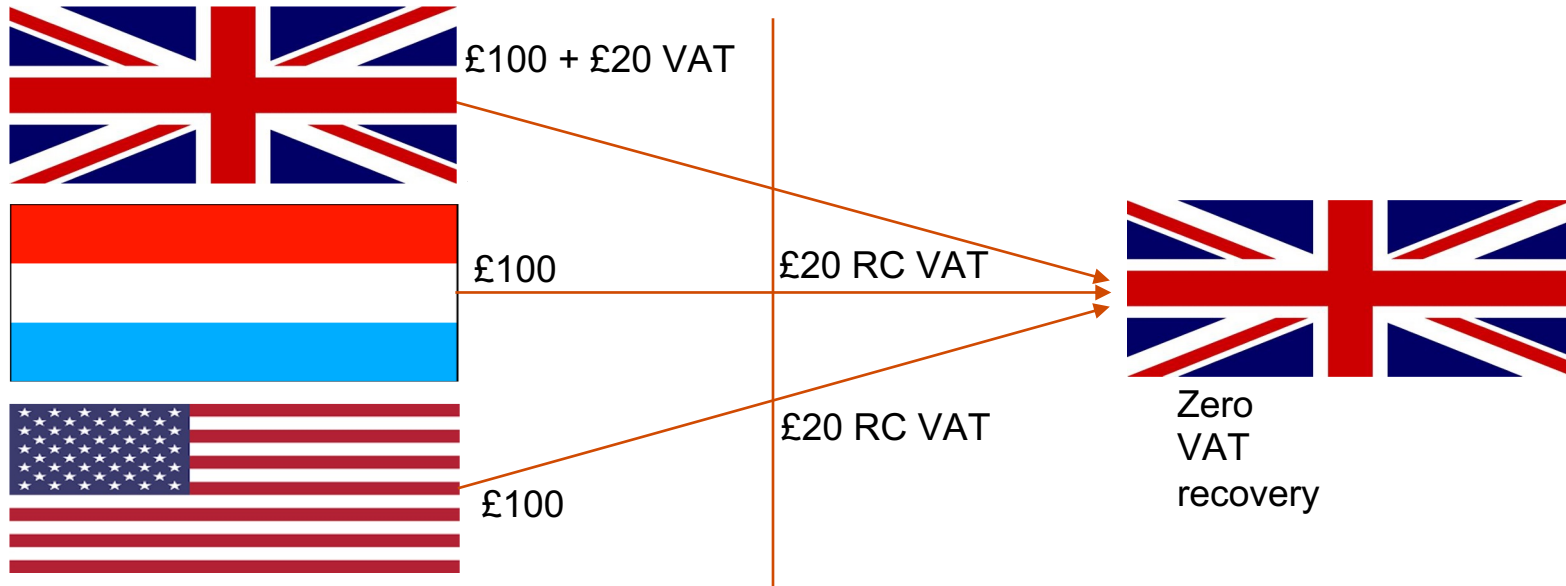 £100 + £20 VAT
£100
£20 RC VAT
£20 RC VAT
£100
Zero
VAT
recovery